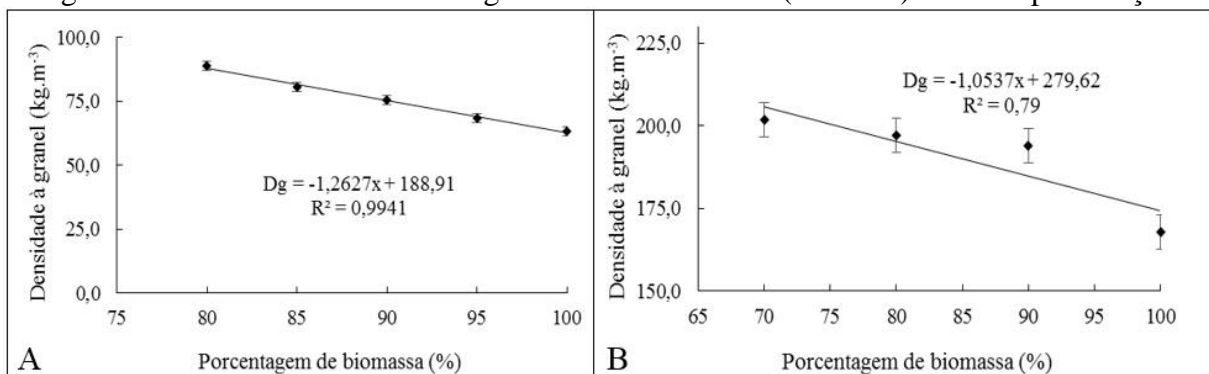 Densidade à granel (kg.m-3)
100,0
75,0
50,0
25,0
0,0
Dg = -1,2627x + 188,91
R² = 0,9941
75 80 85 90 95 100
A
Porcentagem de biomassa (%)
Densidade à granel (kg.m-3)
225,0
200,0
175,0
150,0
Dg = -1,0537x + 279,62
R² = 0,79
65 70 75 80 85 90 95 100
B
Porcentagem de biomassa (%)